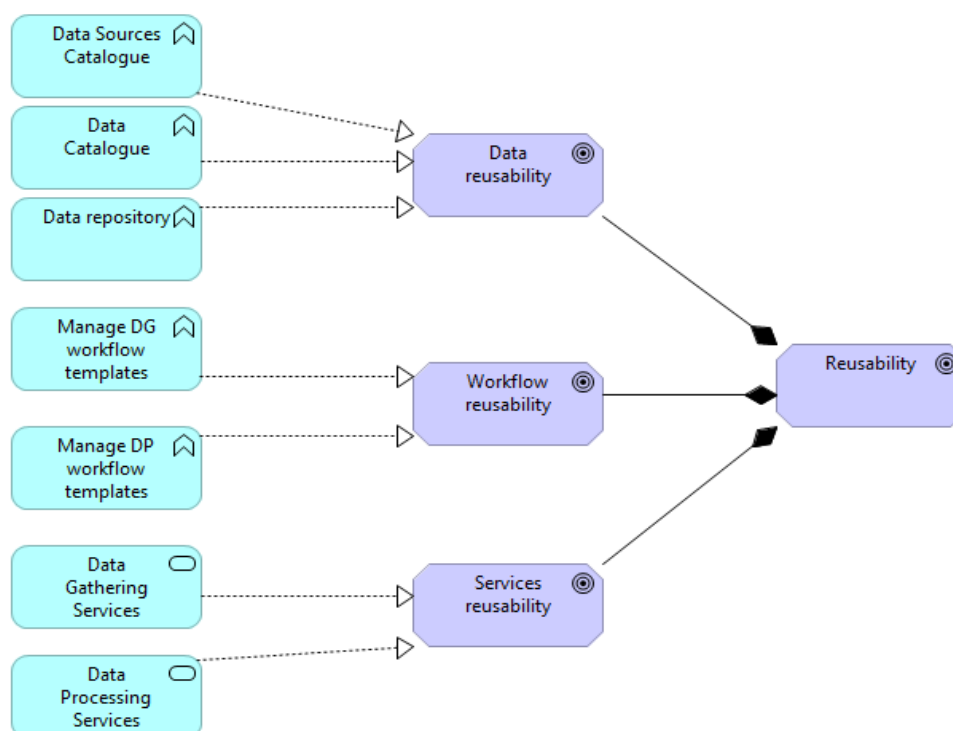 Data Sources
Catalogue
Data
Catalogue
Data repository
Manage DG
workflow
templates
Manage DP
workflow
templates
Data
Gathering
Services
Data
Processing
Services
Data
reusability
Workflow
reusability
Services
reusability
Reusability